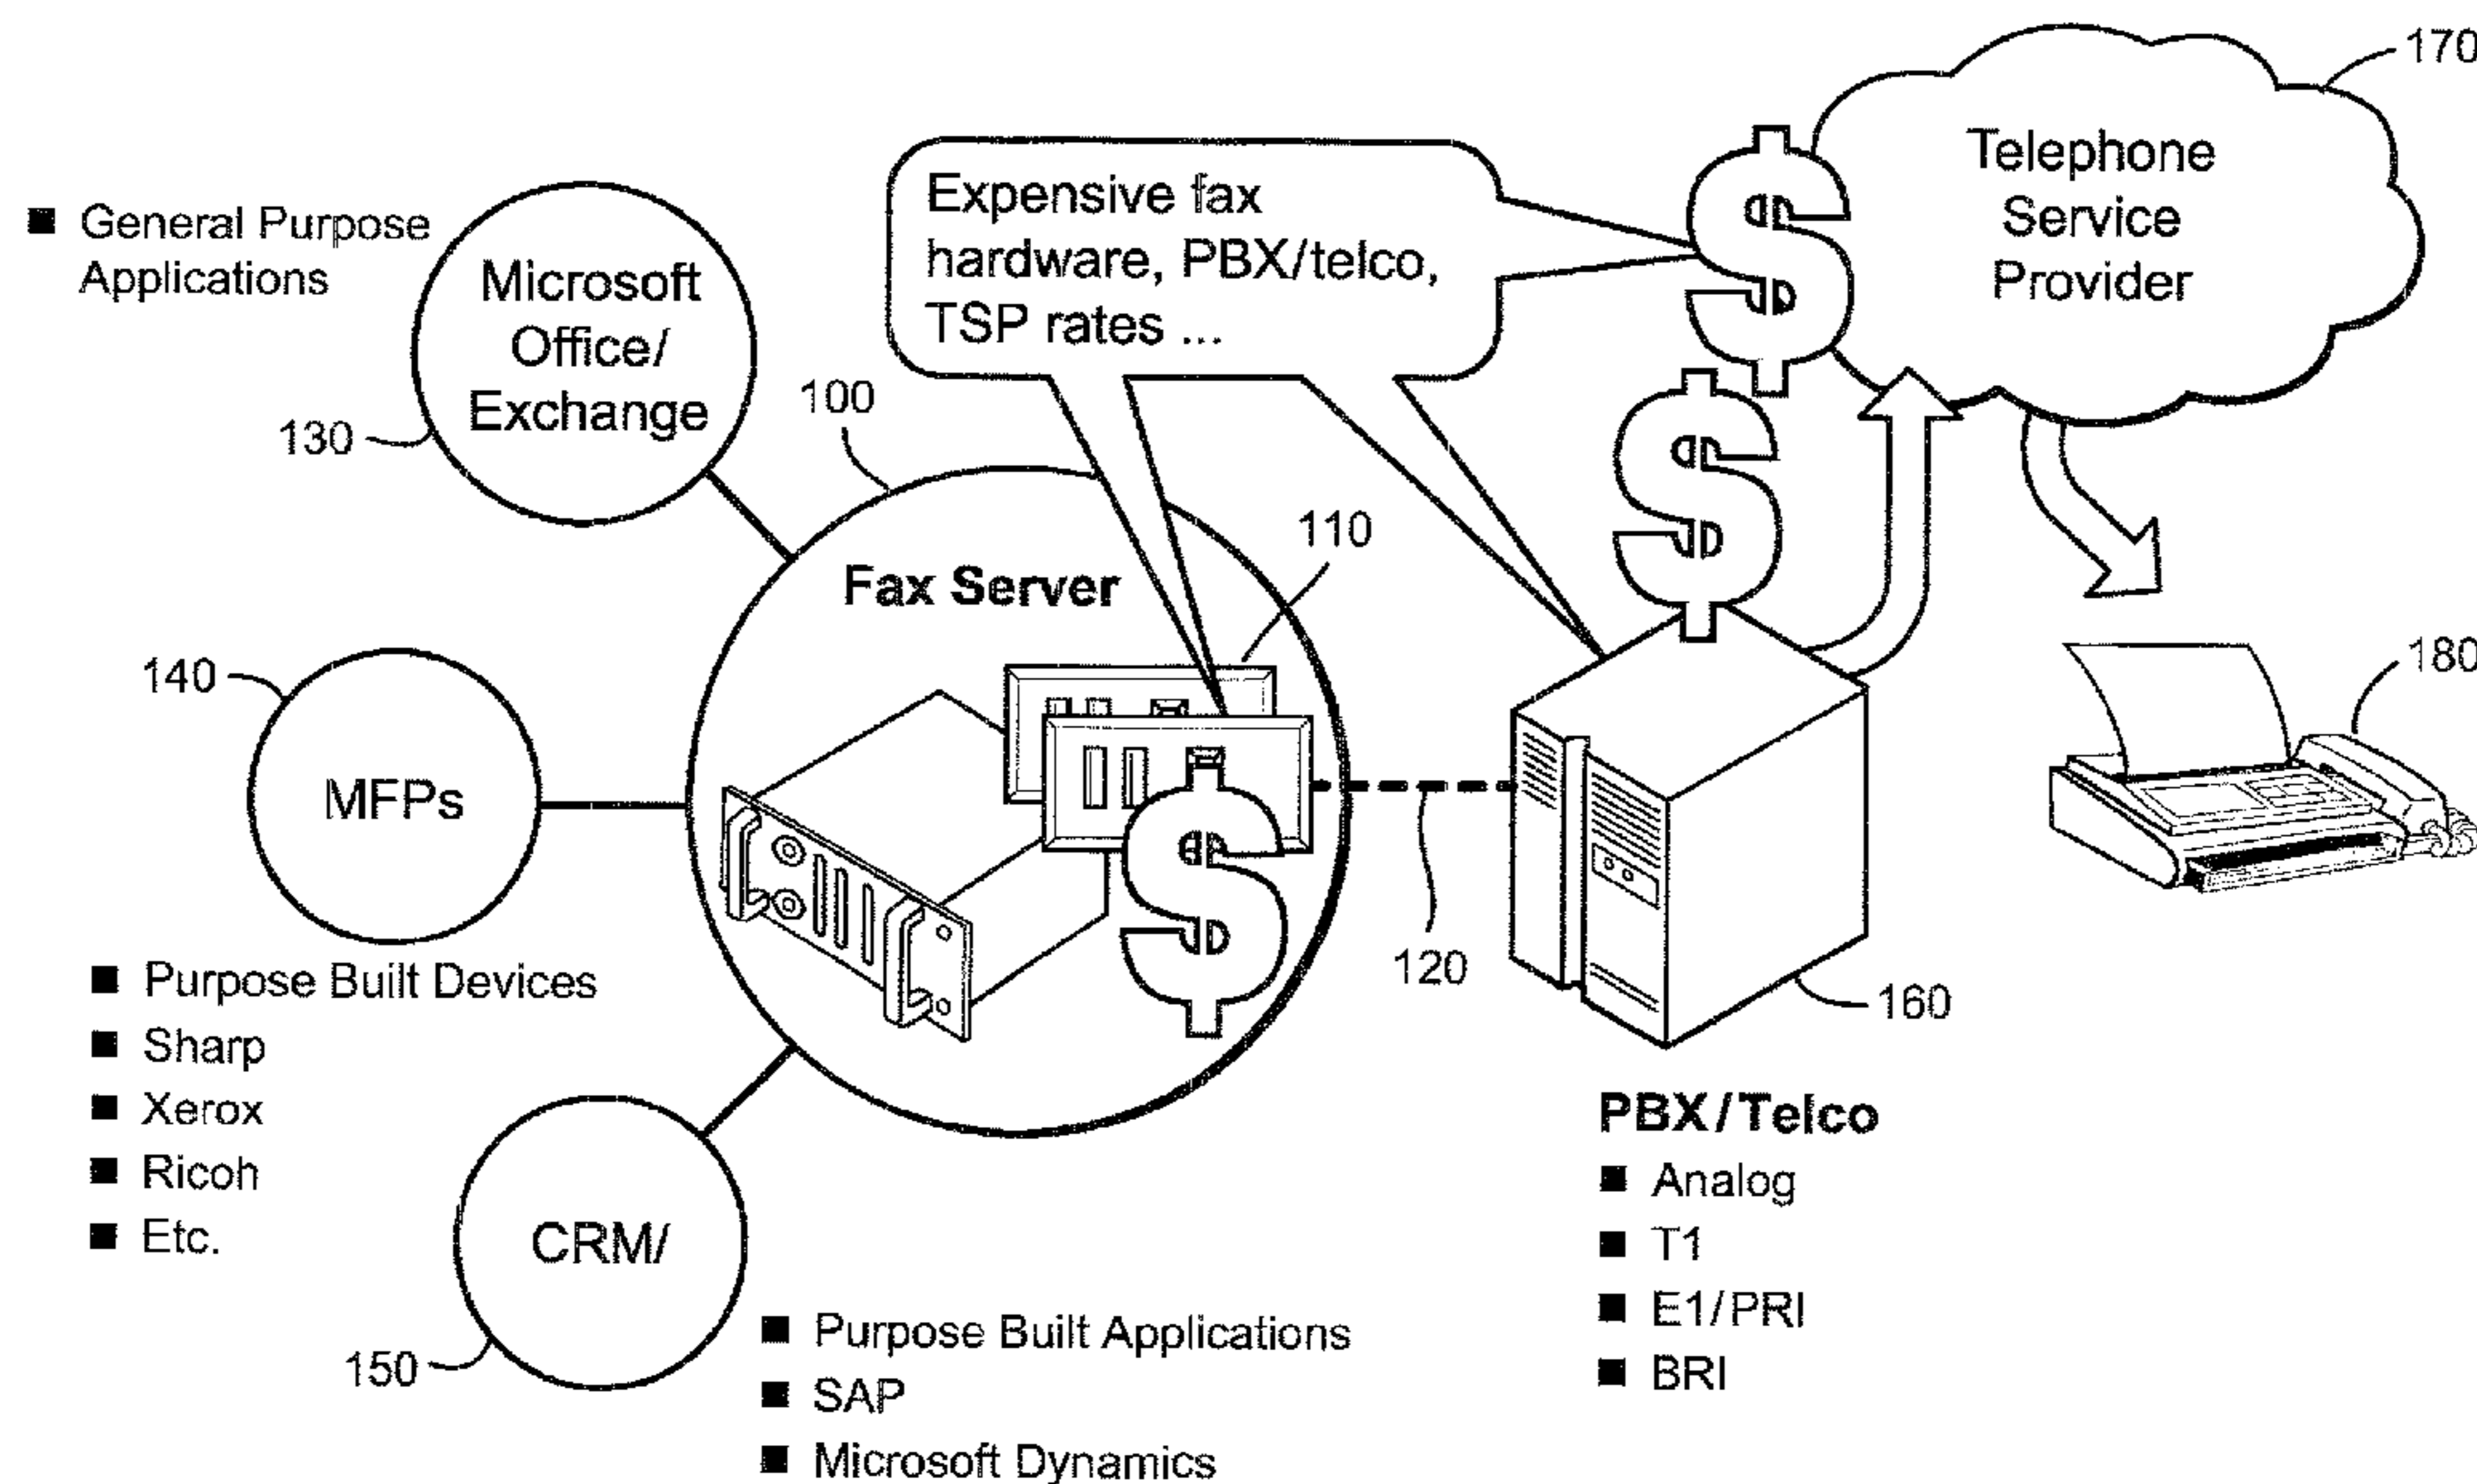 170
Telephone
Service
Provider
Expensive fax
hardware, PBX/telco,
TSP rates ...
■ General Purpose
Applications
Microsoft
Office/
Exchange
130
100
110
Fax Server
$
$
$
140
MFPs
180
120
160
■ Purpose Built Devices
■ Sharp
■ Xerox
■ Ricoh
■ Etc.
PBX/Telco
■ Analog
■ T1
■ E1/PRI
■ BRI
CRM/
150
■ Purpose Built Applications
■ SAP
■ Microsoft Dynamics